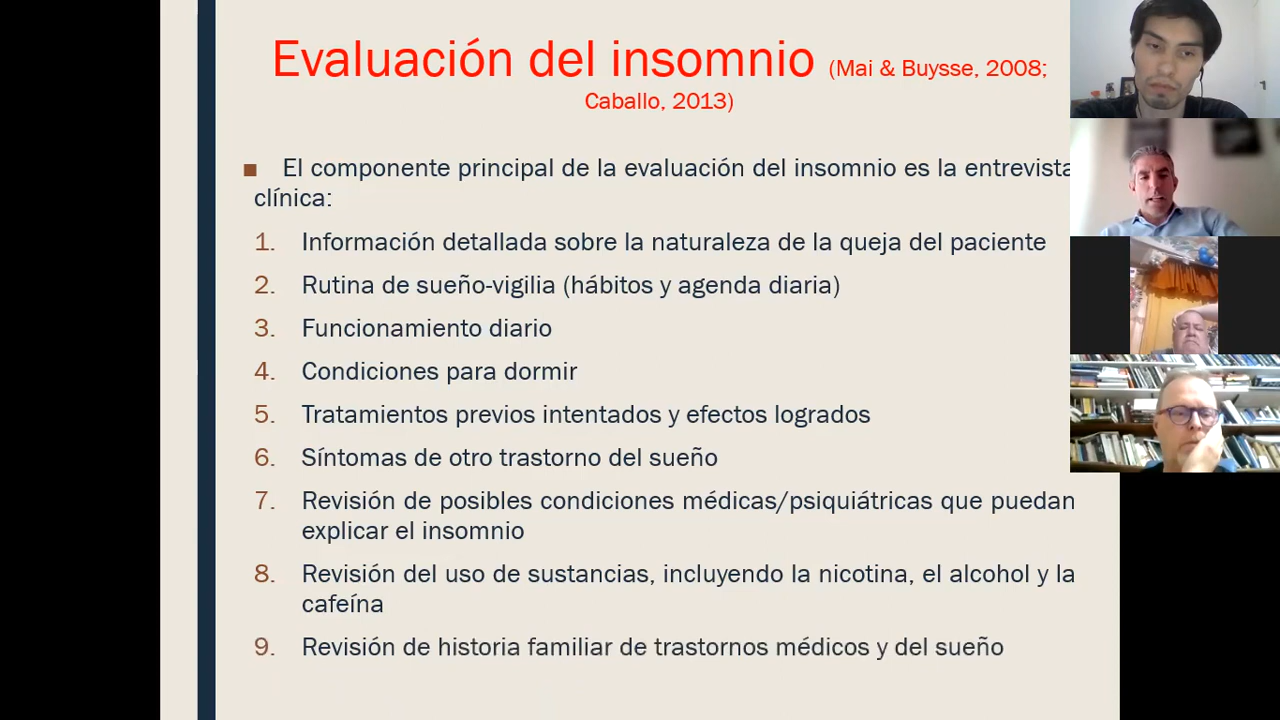 Evaluación del insomnio (Mai & Buysse, 2008;
Caballo, 2013)
■ El componente principal de la evaluación del insomnio es la entrevista
clínica:
1. Información detallada sobre la naturaleza de la queja del paciente
2. Rutina de sueño-vigilia (hábitos y agenda diaria)
3. Funcionamiento diario
4. Condiciones para dormir
5. Tratamientos previos intentados y efectos logrados
6. Síntomas de otro trastorno del sueño
7. Revisión de posibles condiciones médicas/psiquiátricas que puedan
explicar el insomnio
8. Revisión del uso de sustancias, incluyendo la nicotina, el alcohol y la
cafeína
9. Revisión de historia familiar de trastornos médicos y del sueño